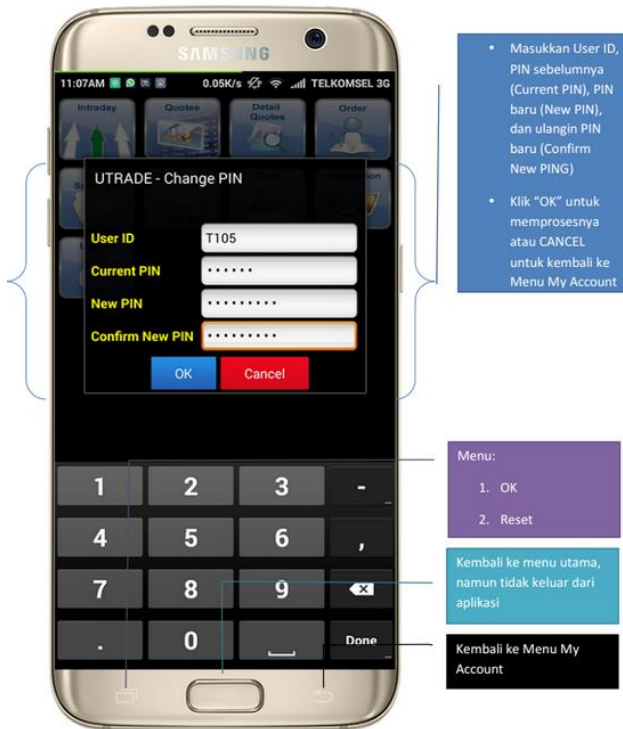 SAMSUNG
11:07AM 0.05K/s TELKOMSEL 3G
Intraday Quotes Detail Quotes Order
UTRADE - Change PIN
User ID T105
Current PIN ••••••
New PIN •••••••••
Confirm New PIN •••••••••
OK Cancel
1 2 3 -
4 5 6 ,
7 8 9
. 0 Done
• Masukkan User ID,
PIN sebelumnya
(Current PIN), PIN
baru (New PIN),
dan ulangin PIN
baru (Confirm
New PING)
• Klik “OK” untuk
memprosesnya
atau CANCEL
untuk kembali ke
Menu My Account
Menu:
1. OK
2. Reset
Kembali ke menu utama,
namun tidak keluar dari
aplikasi
Kembali ke Menu My
Account